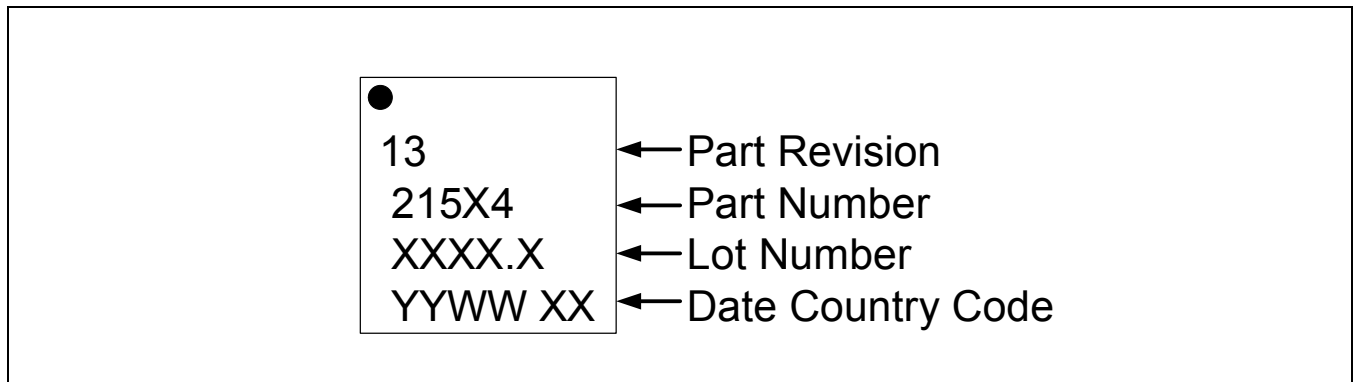 13 Part Revision
215X4 Part Number
XXXX.X Lot Number
YYWW XX Date Country Code